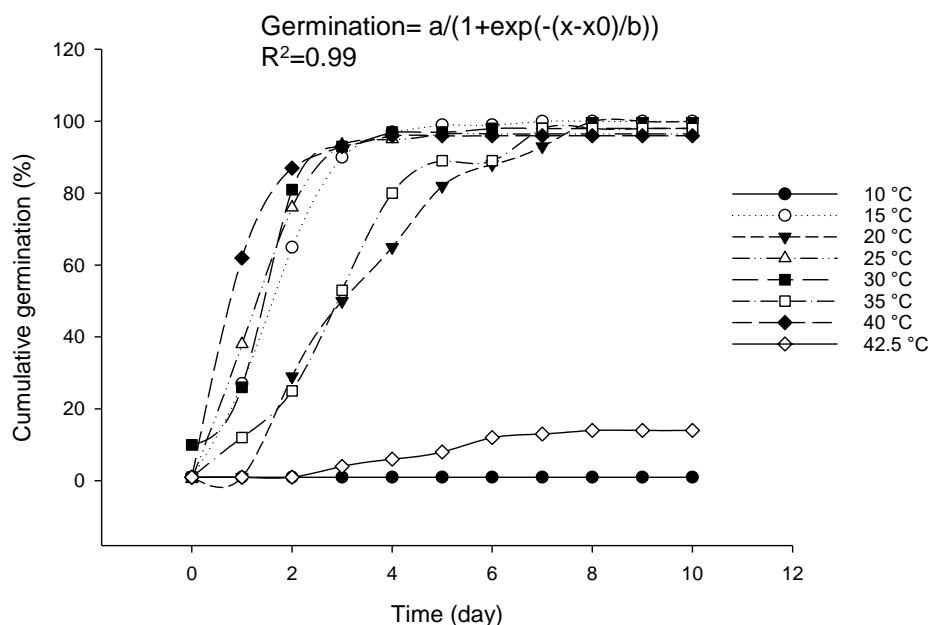 Germination= a/(1+exp(-(x-x0)/b))
R²=0.99
120
100
80
60
40
20
0
Cumulative germination (%)
0 2 4 6 8 10 12
Time (day)
10 °C
15 °C
20 °C
25 °C
30 °C
35 °C
40 °C
42.5 °C